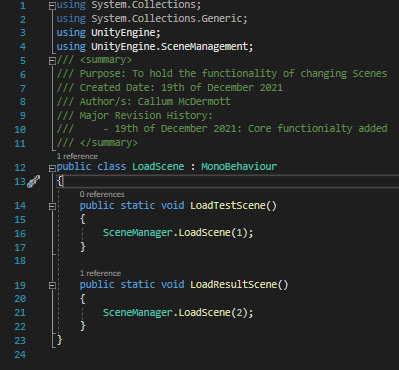 1 using System.Collections;
2 using System.Collections.Generic;
3 using UnityEngine;
4 using UnityEngine.SceneManagement;
5 /// <summary>
6 /// Purpose: To hold the functionality of changing Scenes
7 /// Created Date: 19th of December 2021
8 /// Author/s: Callum McDermott
9 /// Major Revision History:
10 ///     - 19th of December 2021: Core functionialty added
11 /// </summary>
1 reference
12 public class LoadScene : MonoBehaviour
13 {
0 references
14     public static void LoadTestScene()
15     {
16         SceneManager.LoadScene(1);
17     }
18
1 reference
19     public static void LoadResultScene()
20     {
21         SceneManager.LoadScene(2);
22     }
23 }
24